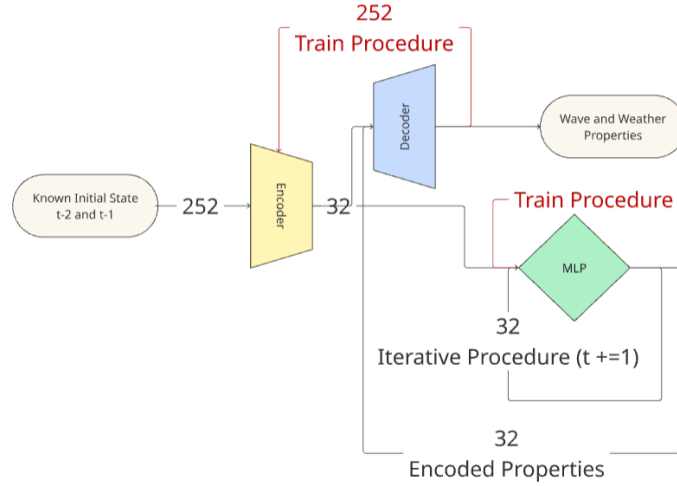 252
Train Procedure
Decoder
Wave and Weather
Properties
Known Initial State
t-2 and t-1
252
Encoder
32
Train Procedure
MLP
32
Iterative Procedure (t +=1)
32
Encoded Properties